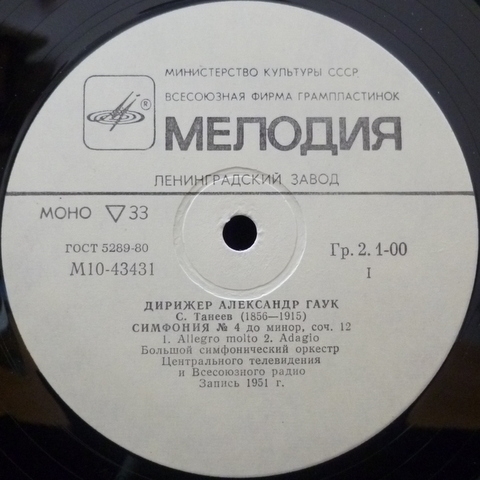 МИНИСТЕРСТВО КУЛЬТУРЫ СССР
ВСЕСОЮЗНАЯ ФИРМА ГРАМПЛАСТИНОК
®
МЕЛОДИЯ
ЛЕНИНГРАДСКИЙ ЗАВОД
МОНО ▽33
ГОСТ 5289-80
Гр. 2. 1-00
М10-43431
I
ДИРИЖЕР АЛЕКСАНДР ГАУК
С. Танеев (1856—1915)
СИМФОНИЯ № 4 до минор, соч. 12
1. Allegro molto 2. Adagio
Большой симфонический оркестр
Центрального телевидения
и Всесоюзного радио
Запись 1951 г.